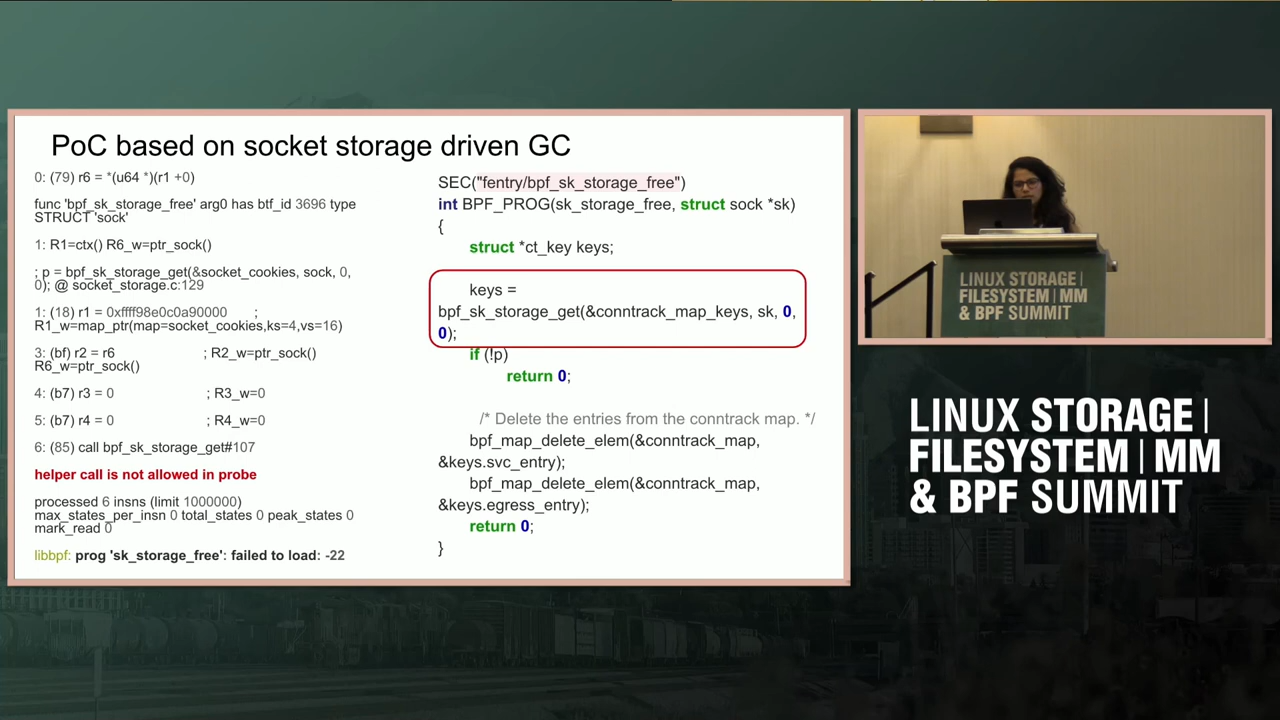 PoC based on socket storage driven GC
0: (79) r6 = *(u64 *)(r1 +0)
func 'bpf_sk_storage_free' arg0 has btf_id 3696 type
STRUCT 'sock'
1: R1=ctx() R6_w=ptr_sock()
; p = bpf_sk_storage_get(&socket_cookies, sock, 0,
0); @ socket_storage.c:129
1: (18) r1 = 0xffff98e0c0a90000 ;
R1_w=map_ptr(map=socket_cookies,ks=4,vs=16)
3: (bf) r2 = r6 ; R2_w=ptr_sock()
R6_w=ptr_sock()
4: (b7) r3 = 0 ; R3_w=0
5: (b7) r4 = 0 ; R4_w=0
6: (85) call bpf_sk_storage_get#107
helper call is not allowed in probe
processed 6 insns (limit 1000000)
max_states_per_insn 0 total_states 0 peak_states 0
mark_read 0
libbpf: prog 'sk_storage_free': failed to load: -22
SEC("fentry/bpf_sk_storage_free")
int BPF_PROG(sk_storage_free, struct sock *sk)
{
struct *ct_key keys;
keys =
bpf_sk_storage_get(&conntrack_map_keys, sk, 0,
0);
if (!p)
return 0;
/* Delete the entries from the conntrack map. */
bpf_map_delete_elem(&conntrack_map,
&keys.svc_entry);
bpf_map_delete_elem(&conntrack_map,
&keys.egress_entry);
return 0;
}
LINUX STORAGE |
FILESYSTEM | MM
& BPF SUMMIT
LINUX STORAGE |
FILESYSTEM | MM
& BPF SUMMIT